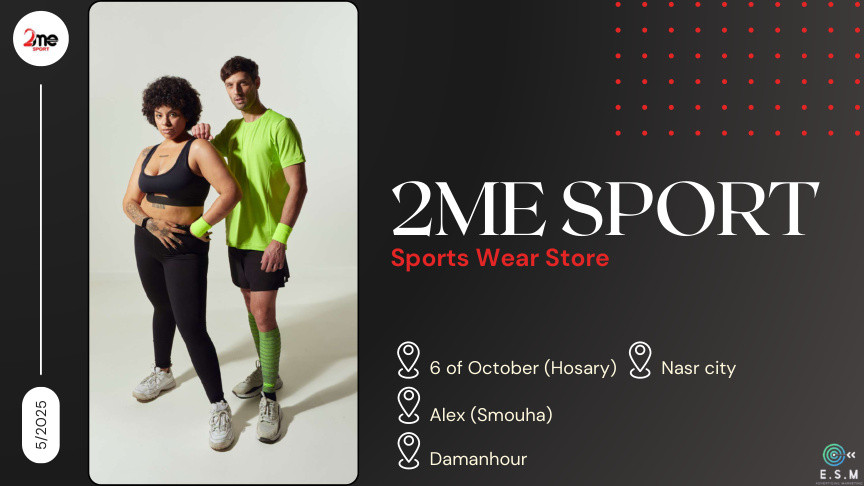 2me
SPORT
5/2025
2ME SPORT
Sports Wear Store
6 of October (Hosary)
Nasr city
Alex (Smouha)
Damanhour
E.S.M